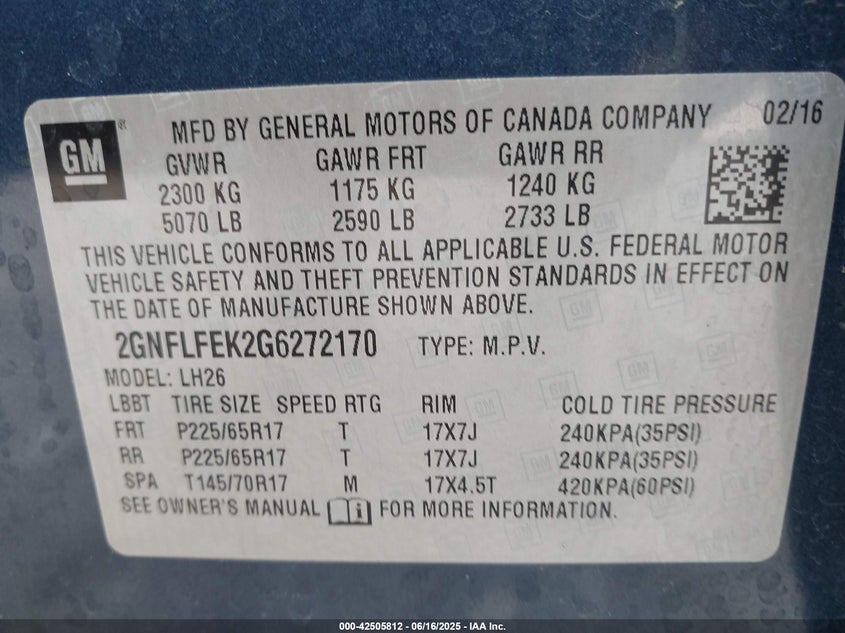 GM
MFD BY GENERAL MOTORS OF CANADA COMPANY 02/16
GVWR GAWR FRT GAWR RR
2300 KG 1175 KG 1240 KG
5070 LB 2590 LB 2733 LB
THIS VEHICLE CONFORMS TO ALL APPLICABLE U.S. FEDERAL MOTOR
VEHICLE SAFETY AND THEFT PREVENTION STANDARDS IN EFFECT ON
THE DATE OF MANUFACTURE SHOWN ABOVE.
2GNFLFEK2G6272170 TYPE: M.P.V.
MODEL: LH26
LBBT TIRE SIZE SPEED RTG RIM COLD TIRE PRESSURE
FRT P225/65R17 T 17X7J 240KPA(35PSI)
RR P225/65R17 T 17X7J 240KPA(35PSI)
SPA T145/70R17 M 17X4.5T 420KPA(60PSI)
SEE OWNER'S MANUAL FOR MORE INFORMATION.
000-42505812 - 06/16/2025 - IAA Inc.